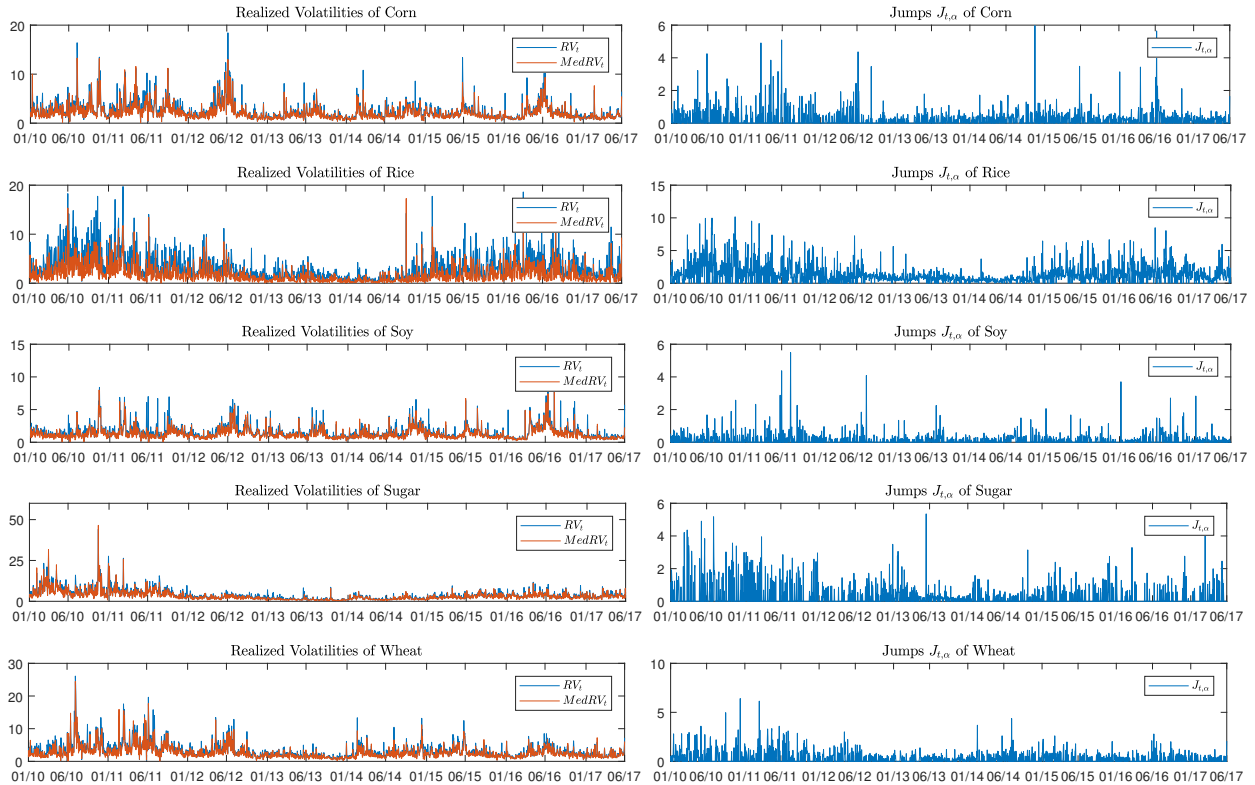 Realized Volatilities of Corn
20
10
0
RV_t
MedRV_t
01/10 06/10 01/11 06/11 01/12 06/12 01/13 06/13 01/14 06/14 01/15 06/15 01/16 06/16 01/17 06/17
Jumps J_{t,α} of Corn
6
4
2
0
J_{t,α}
01/10 06/10 01/11 06/11 01/12 06/12 01/13 06/13 01/14 06/14 01/15 06/15 01/16 06/16 01/17 06/17
Realized Volatilities of Rice
20
10
0
RV_t
MedRV_t
01/10 06/10 01/11 06/11 01/12 06/12 01/13 06/13 01/14 06/14 01/15 06/15 01/16 06/16 01/17 06/17
Jumps J_{t,α} of Rice
15
10
5
0
J_{t,α}
01/10 06/10 01/11 06/11 01/12 06/12 01/13 06/13 01/14 06/14 01/15 06/15 01/16 06/16 01/17 06/17
Realized Volatilities of Soy
15
10
5
0
RV_t
MedRV_t
01/10 06/10 01/11 06/11 01/12 06/12 01/13 06/13 01/14 06/14 01/15 06/15 01/16 06/16 01/17 06/17
Jumps J_{t,α} of Soy
6
4
2
0
J_{t,α}
01/10 06/10 01/11 06/11 01/12 06/12 01/13 06/13 01/14 06/14 01/15 06/15 01/16 06/16 01/17 06/17
Realized Volatilities of Sugar
50
25
0
RV_t
MedRV_t
01/10 06/10 01/11 06/11 01/12 06/12 01/13 06/13 01/14 06/14 01/15 06/15 01/16 06/16 01/17 06/17
Jumps J_{t,α} of Sugar
6
4
2
0
J_{t,α}
01/10 06/10 01/11 06/11 01/12 06/12 01/13 06/13 01/14 06/14 01/15 06/15 01/16 06/16 01/17 06/17
Realized Volatilities of Wheat
30
20
10
0
RV_t
MedRV_t
01/10 06/10 01/11 06/11 01/12 06/12 01/13 06/13 01/14 06/14 01/15 06/15 01/16 06/16 01/17 06/17
Jumps J_{t,α} of Wheat
10
5
0
J_{t,α}
01/10 06/10 01/11 06/11 01/12 06/12 01/13 06/13 01/14 06/14 01/15 06/15 01/16 06/16 01/17 06/17